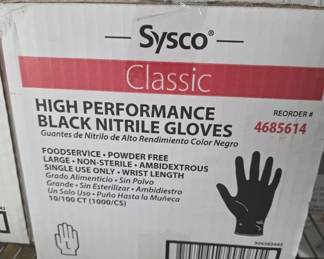 Sysco®
Classic
HIGH PERFORMANCE
BLACK NITRILE GLOVES
Guantes de Nitrilo de Alto Rendimiento Color Negro
REORDER #
4685614
FOODSERVICE • POWDER FREE
LARGE • NON-STERILE • AMBIDEXTROUS
SINGLE USE ONLY • WRIST LENGTH
Grado Alimenticio • Sin Polvo
Grande • Sin Esterilizar • Ambidiestro
Un Solo Uso • Puño Hasta la Muñeca
10/100 CT (1000/CS)
L